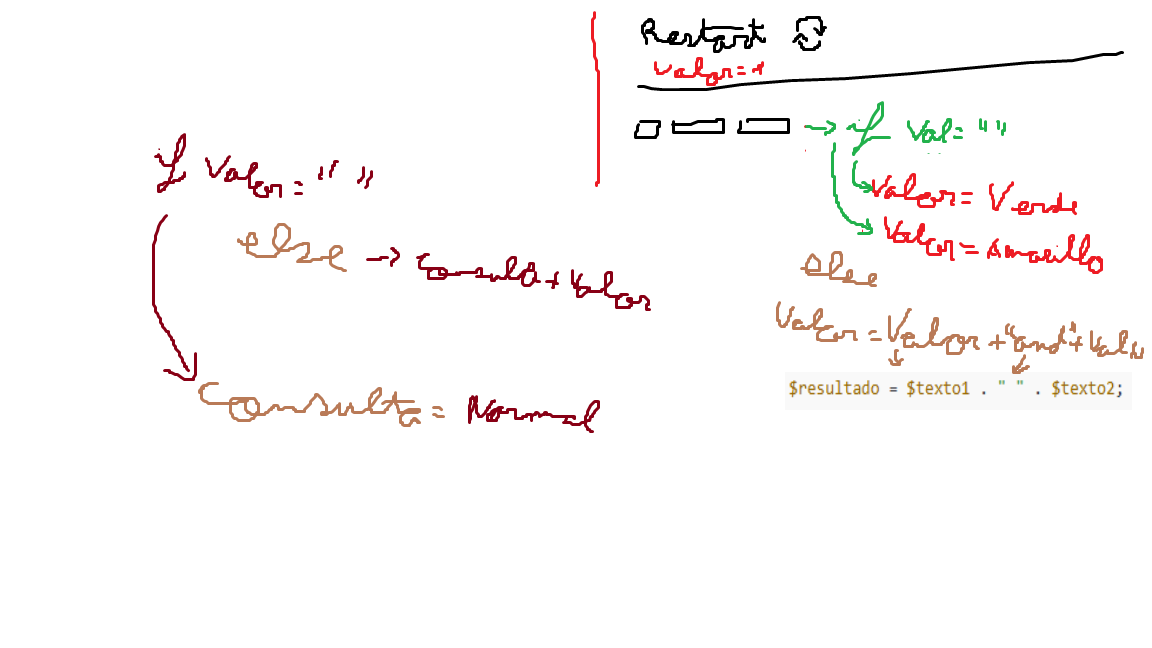 Restart
Valor=
if Val= " "
Valor= Verde
Valor= Amarillo
else
Valor=Valor+"and"+Valor
$resultado = $texto1 . " " . $texto2;
if Valor= " "
else → Consulta+Valor
Consulta= Normal